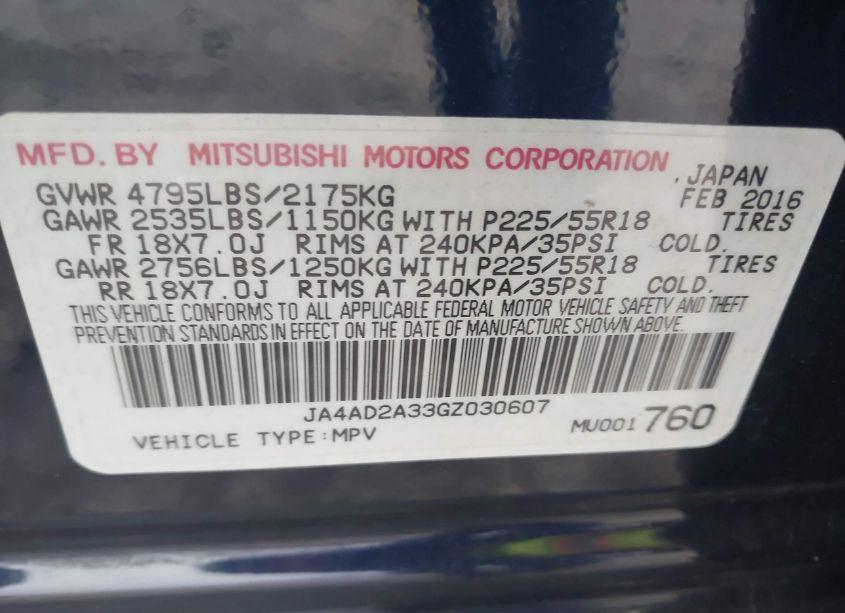 MFD. BY MITSUBISHI MOTORS CORPORATION, JAPAN
GVWR 4795LBS/2175KG FEB 2016
GAWR 2535LBS/1150KG WITH P225/55R18 TIRES
FR 18X7.0J RIMS AT 240KPA/35PSI COLD.
GAWR 2756LBS/1250KG WITH P225/55R18 TIRES
RR 18X7.0J RIMS AT 240KPA/35PSI COLD.
THIS VEHICLE CONFORMS TO ALL APPLICABLE FEDERAL MOTOR VEHICLE SAFETY AND THEFT
PREVENTION STANDARDS IN EFFECT ON THE DATE OF MANUFACTURE SHOWN ABOVE.
JA4AD2A33GZ030607
VEHICLE TYPE:MPV MU001760